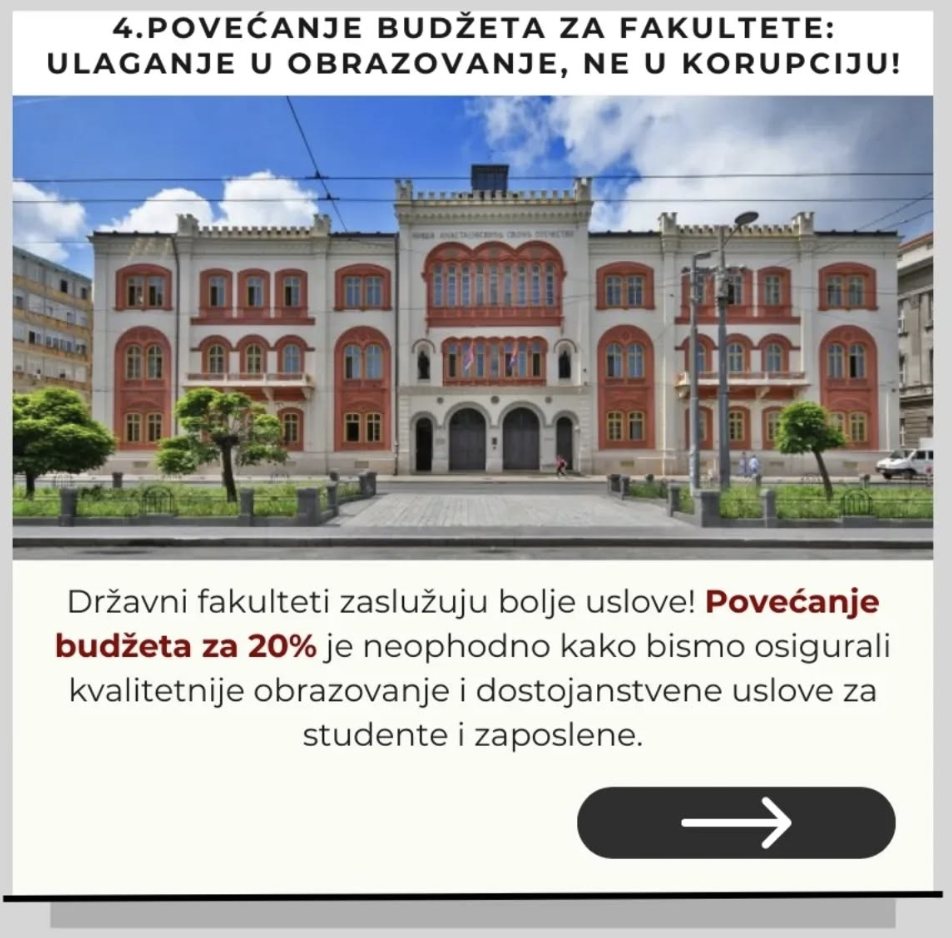 4.POVEĆANJE BUDŽETA ZA FAKULTETE:
ULAGANJE U OBRAZOVANJE, NE U KORUPCIJU!
Državni fakulteti zaslužuju bolje uslove! Povećanje
budžeta za 20% je neophodno kako bismo osigurali
kvalitetnije obrazovanje i dostojanstvene uslove za
studente i zaposlene.